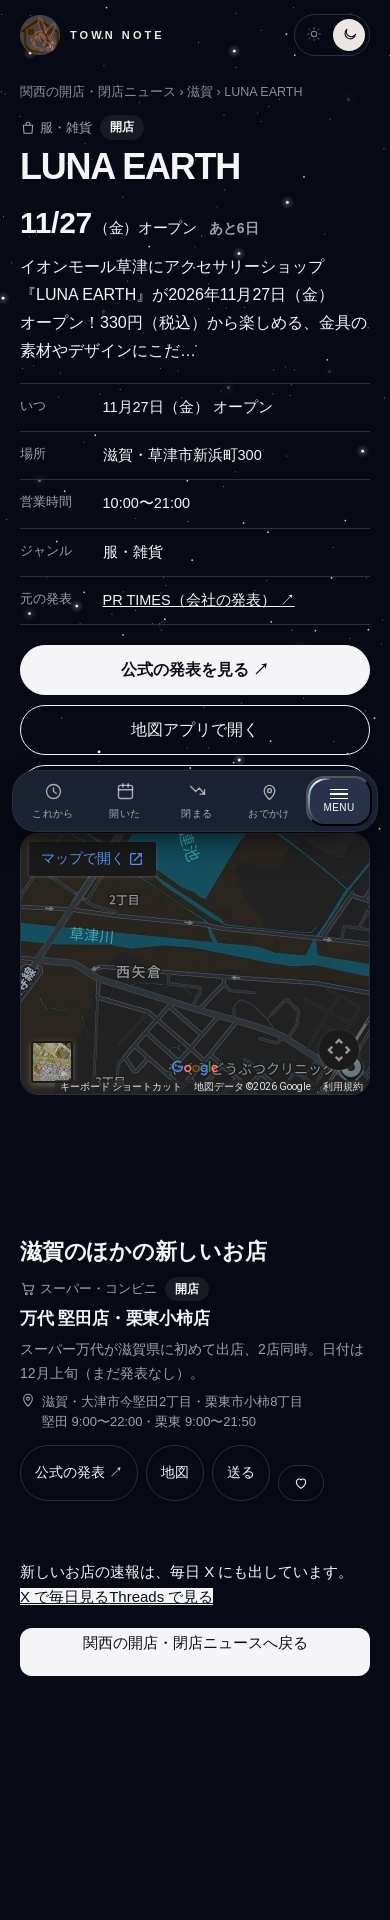 TOWN NOTE
関西の開店・閉店ニュース › 滋賀 › LUNA EARTH
服・雑貨 開店
LUNA EARTH
11/27（金）オープン あと6日
イオンモール草津にアクセサリーショップ
『LUNA EARTH』が2026年11月27日（金）
オープン！330円（税込）から楽しめる、金具の
素材やデザインにこだ…
いつ 11月27日（金） オープン
場所 滋賀・草津市新浜町300
営業時間 10:00〜21:00
ジャンル 服・雑貨
元の発表 PR TIMES（会社の発表） ↗
公式の発表を見る ↗
地図アプリで開く
これから 開いた 閉まる おでかけ MENU
マップで開く
2丁目
草津川
西矢倉
Google
どうぶつクリニック
2丁目
キーボード ショートカット 地図データ ©2026 Google 利用規約
滋賀のほかの新しいお店
スーパー・コンビニ 開店
万代 堅田店・栗東小柿店
スーパー万代が滋賀県に初めて出店、2店同時。日付は
12月上旬（まだ発表なし）。
滋賀・大津市今堅田2丁目・栗東市小柿8丁目
堅田 9:00〜22:00・栗東 9:00〜21:50
公式の発表 ↗ 地図 送る
新しいお店の速報は、毎日 X にも出しています。
X で毎日見るThreads で見る
関西の開店・閉店ニュースへ戻る